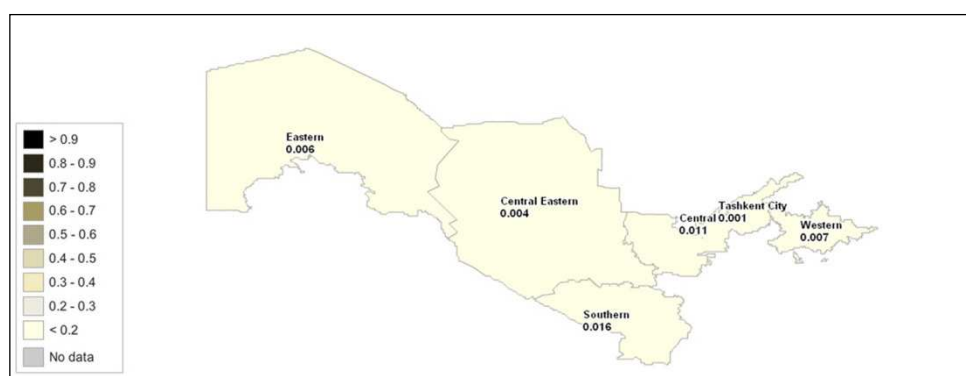 > 0.9
0.8 - 0.9
0.7 - 0.8
0.6 - 0.7
0.5 - 0.6
0.4 - 0.5
0.3 - 0.4
0.2 - 0.3
< 0.2
No data
Eastern
0.006
Central Eastern
0.004
Tashkent City
0.001
Central
0.011
Western
0.007
Southern
0.016